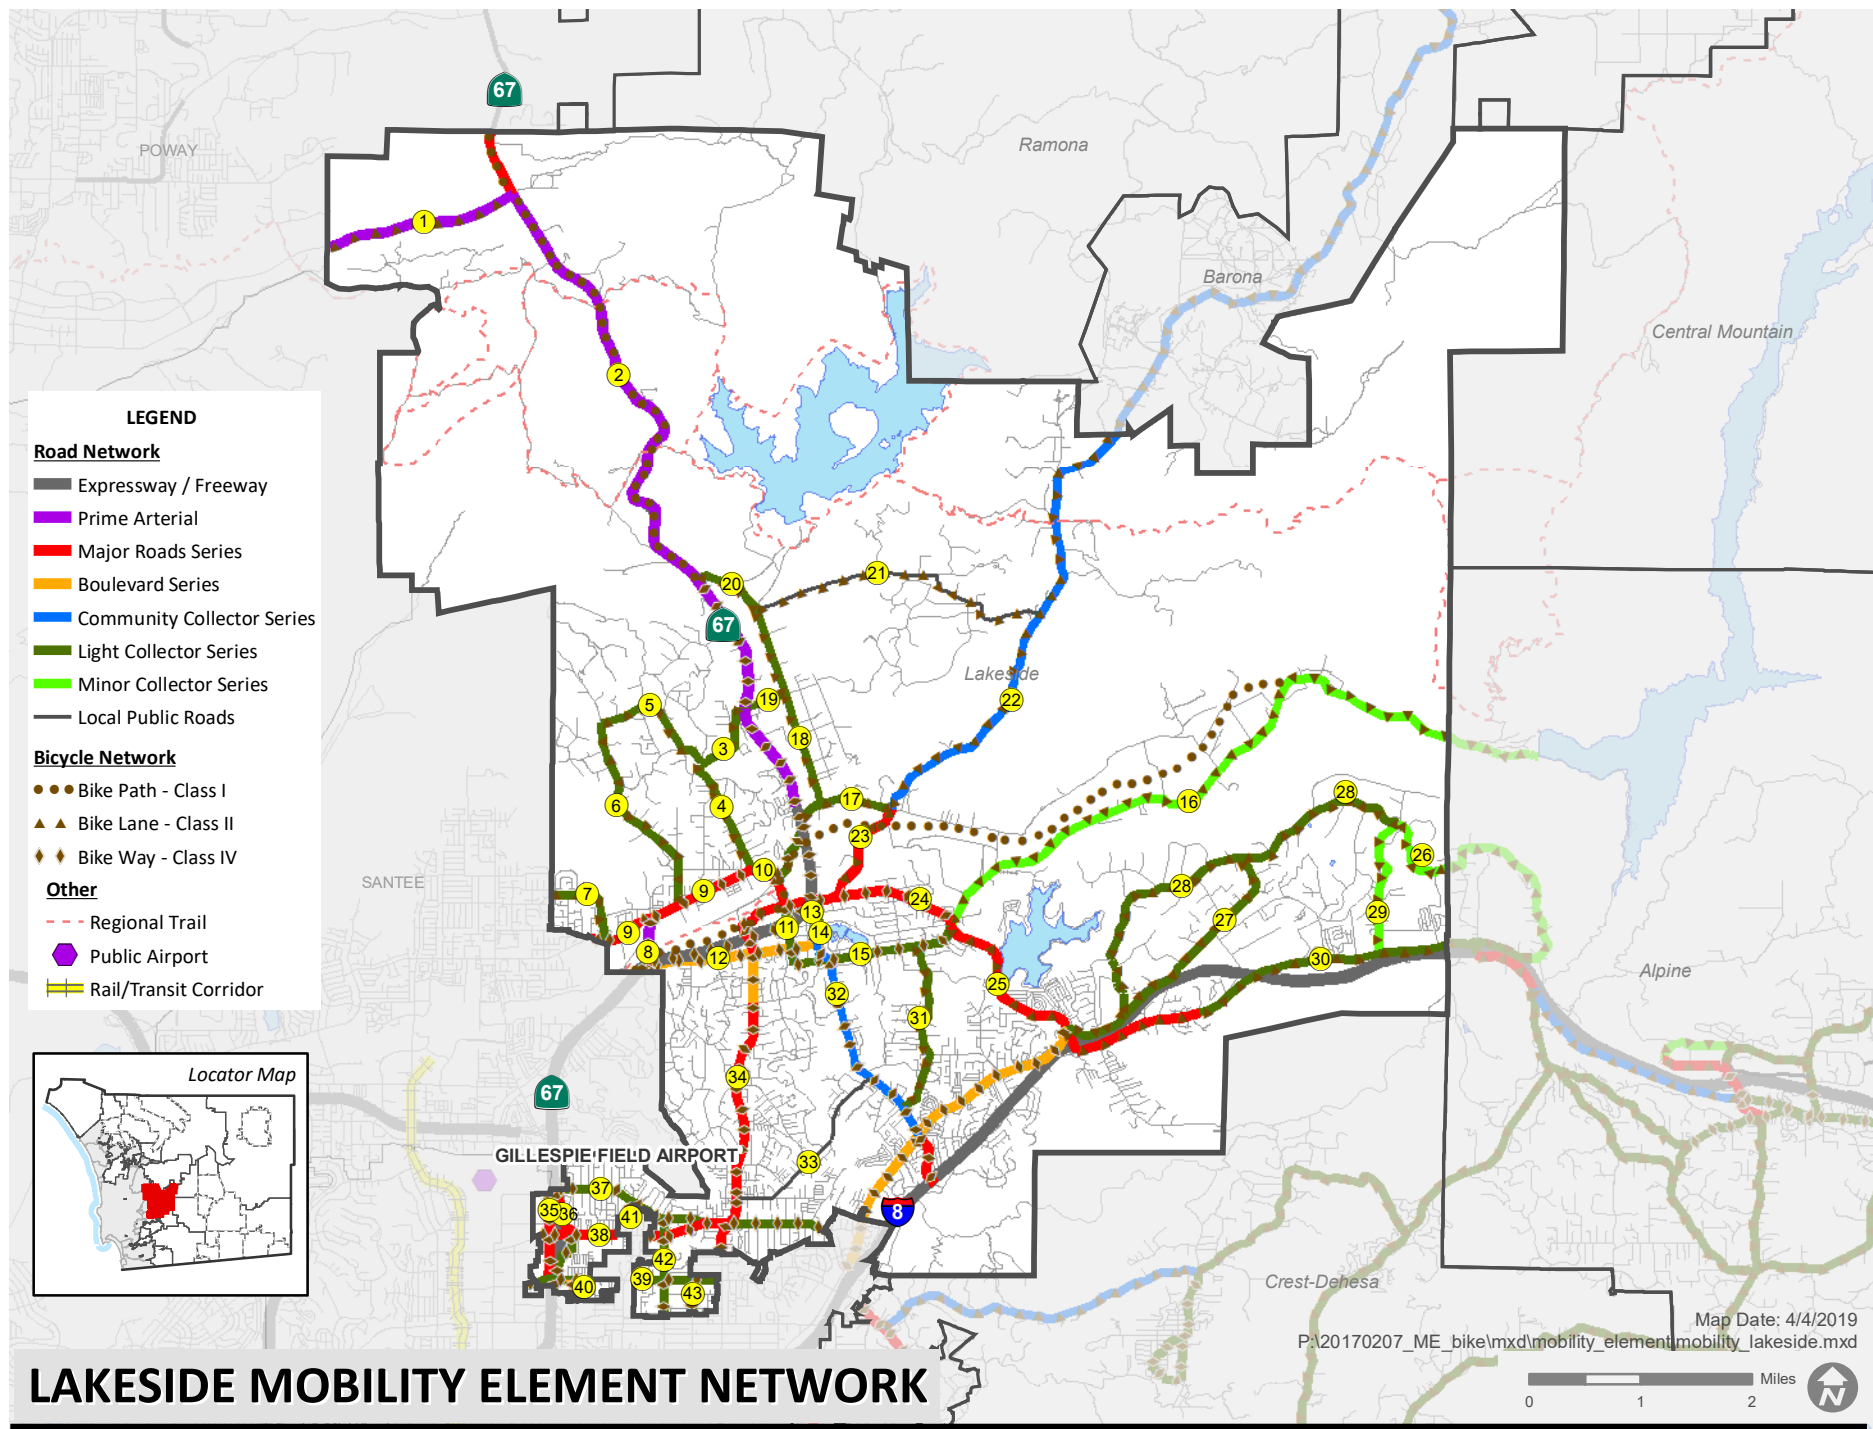 67
POWAY
Ramona
1
Barona
Central Mountain
2
LEGEND
Road Network
Expressway / Freeway
Prime Arterial
Major Roads Series
Boulevard Series
Community Collector Series
Light Collector Series
Minor Collector Series
Local Public Roads
Bicycle Network
Bike Path - Class I
Bike Lane - Class II
Bike Way - Class IV
Other
Regional Trail
Public Airport
Rail/Transit Corridor
21
20
67
Lakeside
22
19
5
18
3
28
17
16
6
4
23
26
10
SANTEE
28
9
7
24
29
13
27
9
11
14
8
15
12
30
Alpine
25
32
31
Locator Map
34
67
GILLESPIE FIELD AIRPORT
33
37
35
36
41
8
38
42
39
40
43
Crest-Dehesa
Map Date: 4/4/2019
P:\20170207_ME_bike\mxd\mobility_element\mobility_lakeside.mxd
LAKESIDE MOBILITY ELEMENT NETWORK
Miles
0 1 2
N